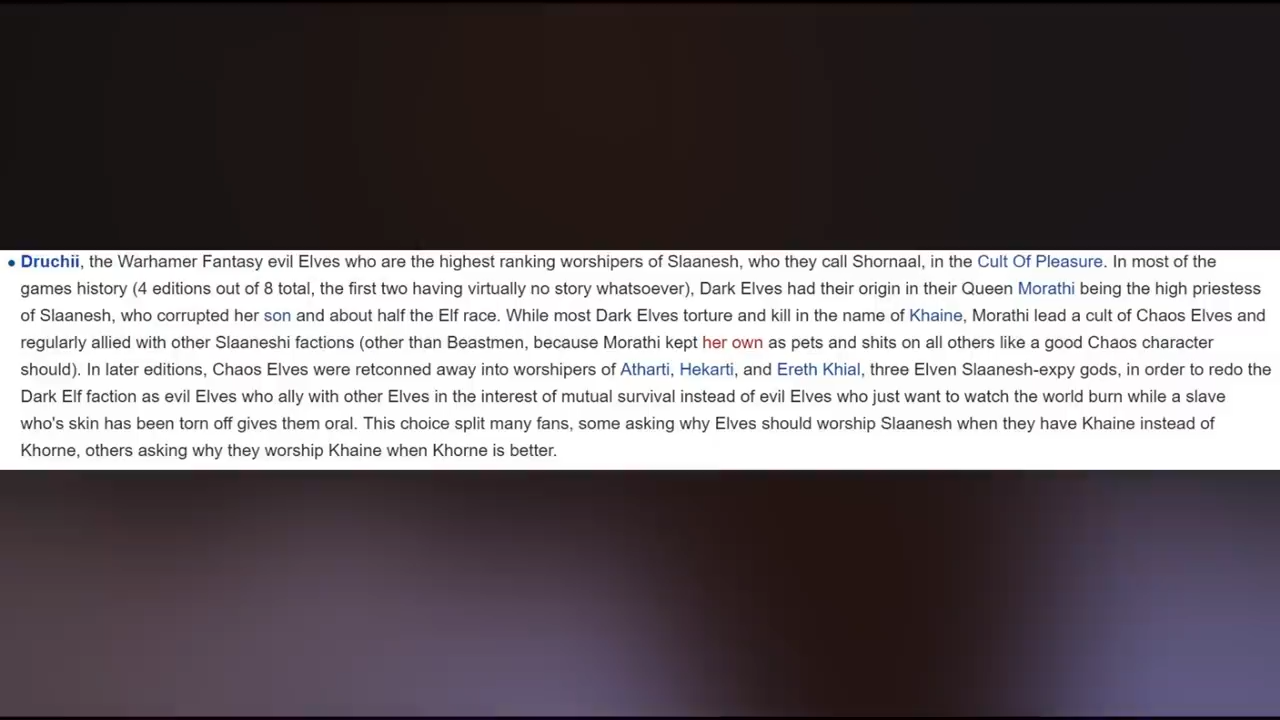 • Druchii, the Warhamer Fantasy evil Elves who are the highest ranking worshipers of Slaanesh, who they call Shornaal, in the Cult Of Pleasure. In most of the
games history (4 editions out of 8 total, the first two having virtually no story whatsoever), Dark Elves had their origin in their Queen Morathi being the high priestess
of Slaanesh, who corrupted her son and about half the Elf race. While most Dark Elves torture and kill in the name of Khaine, Morathi lead a cult of Chaos Elves and
regularly allied with other Slaaneshi factions (other than Beastmen, because Morathi kept her own as pets and shits on all others like a good Chaos character
should). In later editions, Chaos Elves were retconned away into worshipers of Atharti, Hekarti, and Ereth Khial, three Elven Slaanesh-expy gods, in order to redo the
Dark Elf faction as evil Elves who ally with other Elves in the interest of mutual survival instead of evil Elves who just want to watch the world burn while a slave
who's skin has been torn off gives them oral. This choice split many fans, some asking why Elves should worship Slaanesh when they have Khaine instead of
Khorne, others asking why they worship Khaine when Khorne is better.